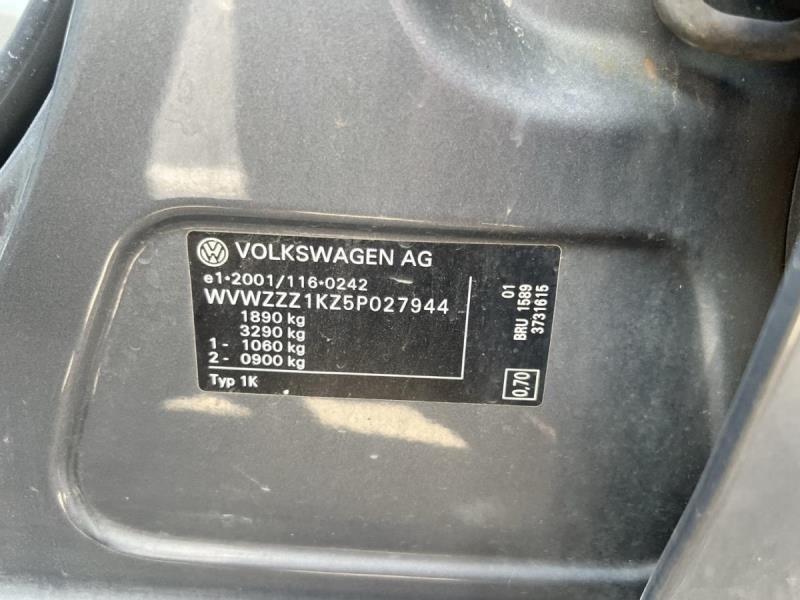 VOLKSWAGEN AG
e1*2001/116*0242
WVWZZZ1KZ5P027944
1890 kg
3290 kg
1 - 1060 kg
2 - 0900 kg
Typ 1K
01
BRU 1589
3731615
0,70